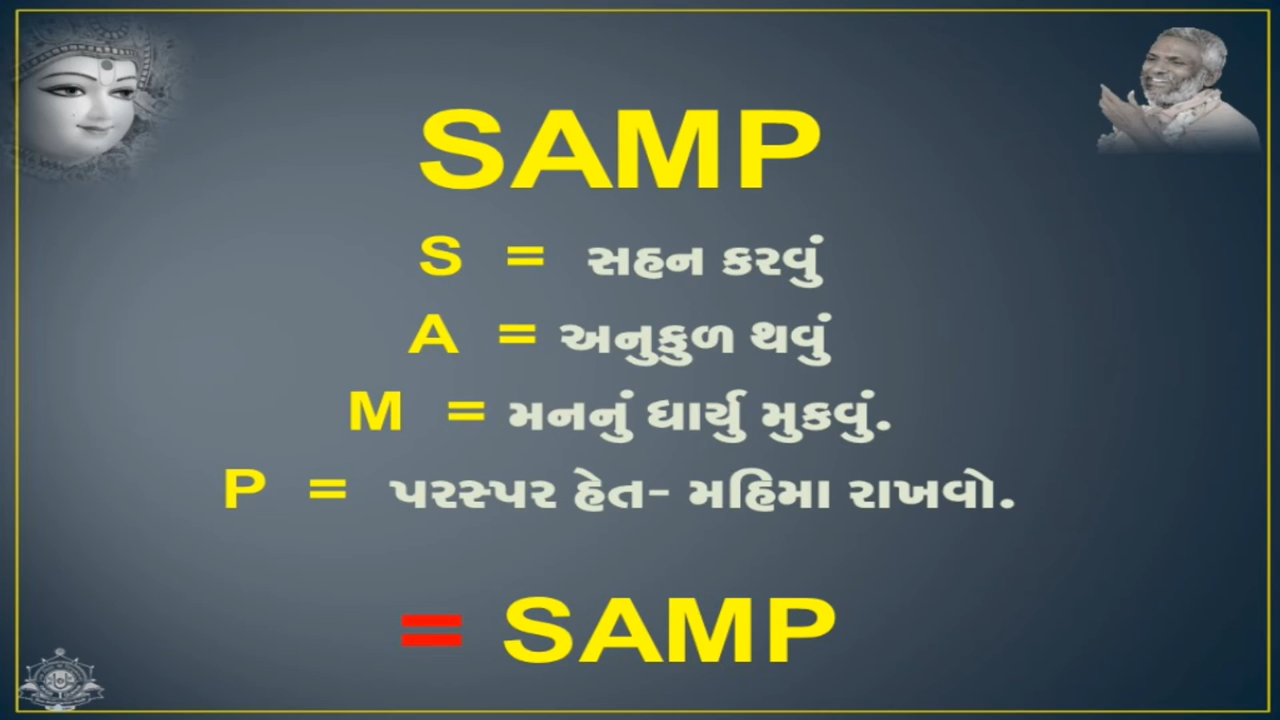 SAMP
S = સહન કરવું
A = અનુકુળ થવું
M = મનનું ધાર્યુ મુકવું.
P = પરસ્પર હેત- મહિમા રાખવો.
= SAMP